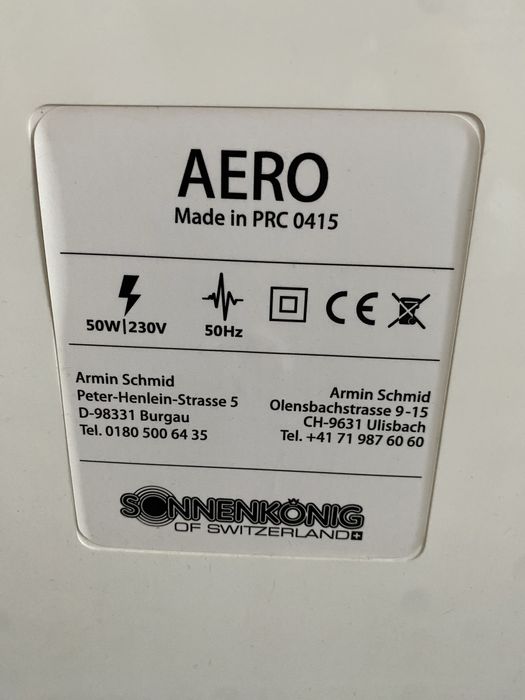 AERO
Made in PRC 0415
50W|230V
50Hz
CE
Armin Schmid
Peter-Henlein-Strasse 5
D-98331 Burgau
Tel. 0180 500 64 35
Armin Schmid
Olensbachstrasse 9-15
CH-9631 Ulisbach
Tel. +41 71 987 60 60
SONNENKÖNIG
OF SWITZERLAND